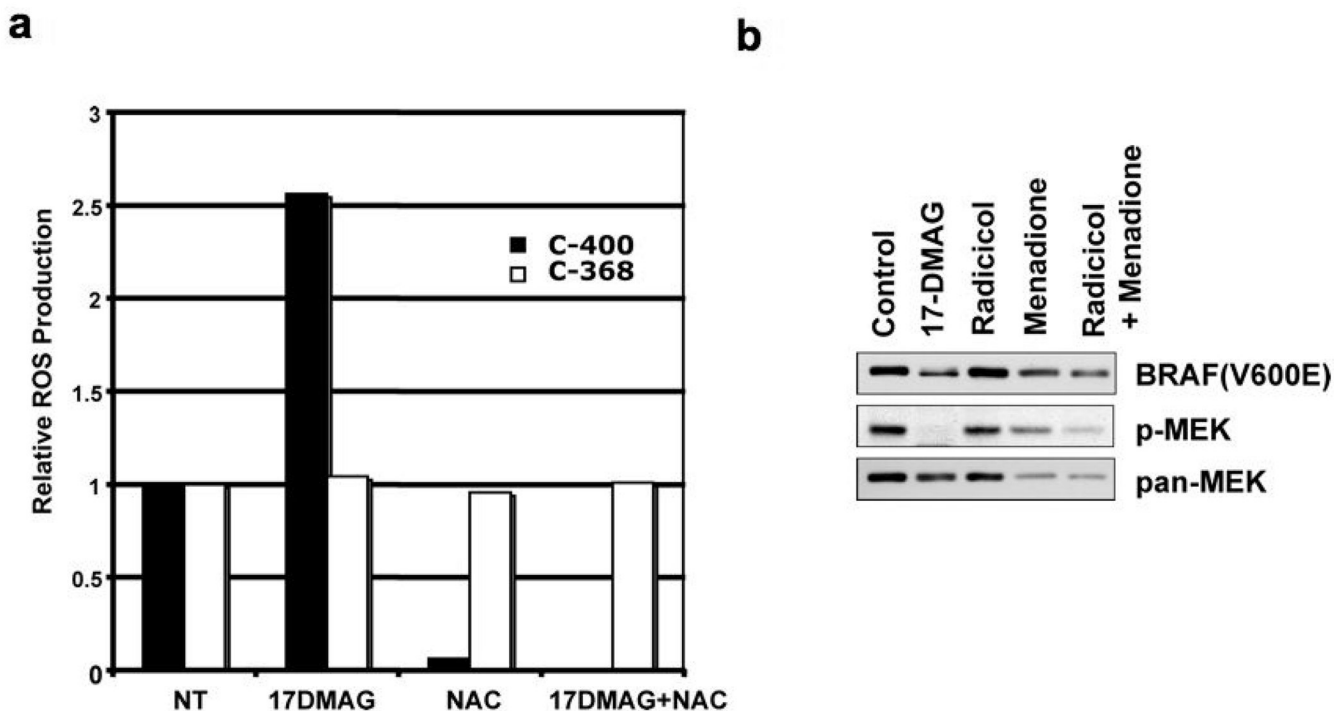 a
b
Relative ROS Production
3
2.5
2
1.5
1
0.5
0
C-400
C-368
NT
17DMAG
NAC
17DMAG+NAC
Control
17-DMAG
Radicicol
Menadione
Radicicol
+ Menadione
BRAF(V600E)
p-MEK
pan-MEK